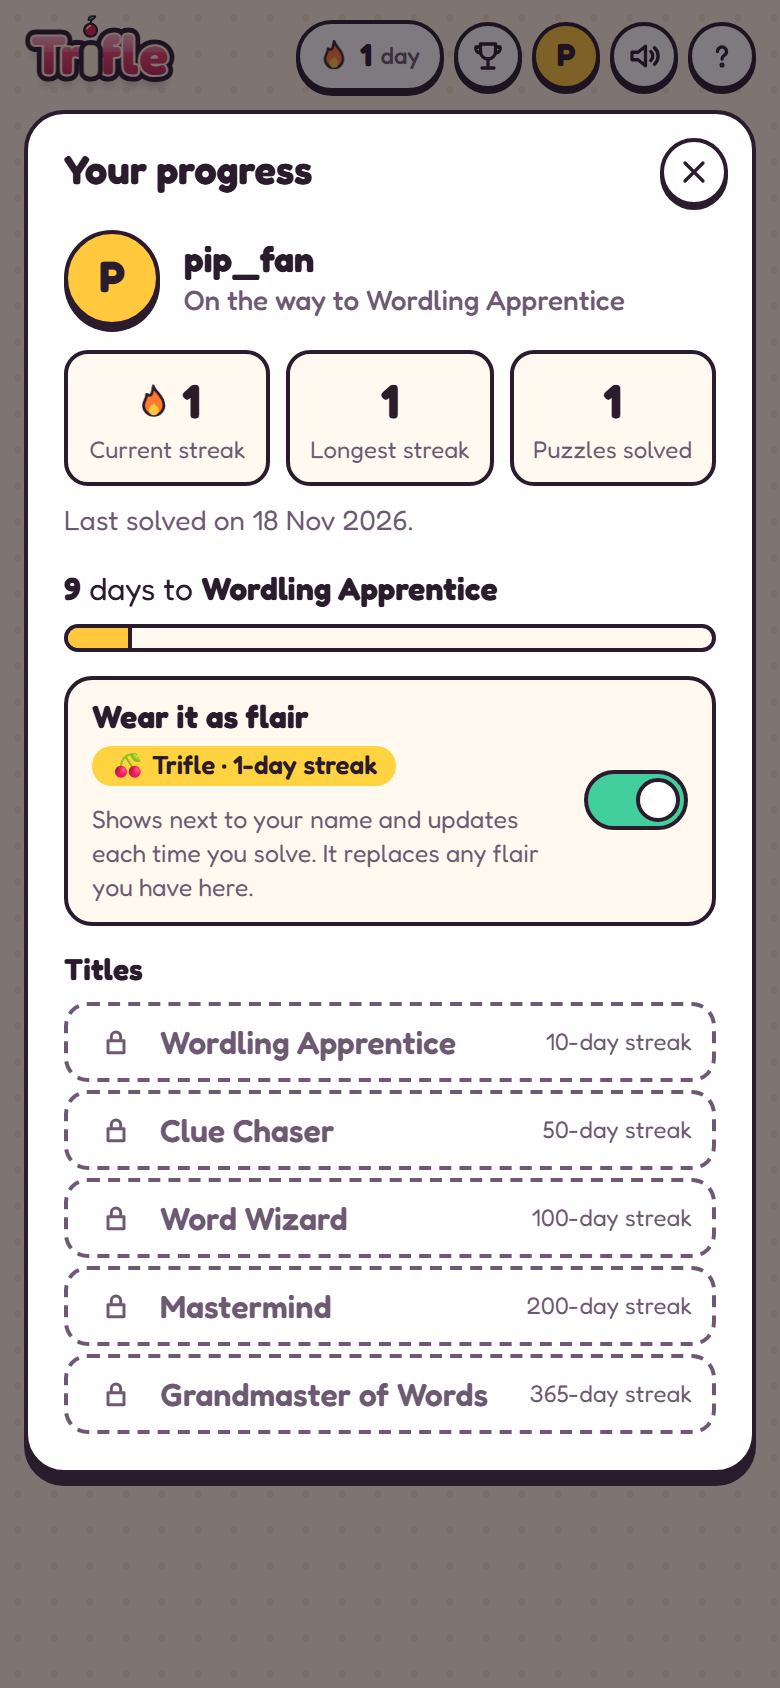 Trifle
1 day
P
?
Your progress
P
pip_fan
On the way to Wordling Apprentice
1
Current streak
1
Longest streak
1
Puzzles solved
Last solved on 18 Nov 2026.
9 days to Wordling Apprentice
Wear it as flair
Trifle · 1-day streak
Shows next to your name and updates
each time you solve. It replaces any flair
you have here.
Titles
Wordling Apprentice 10-day streak
Clue Chaser 50-day streak
Word Wizard 100-day streak
Mastermind 200-day streak
Grandmaster of Words 365-day streak